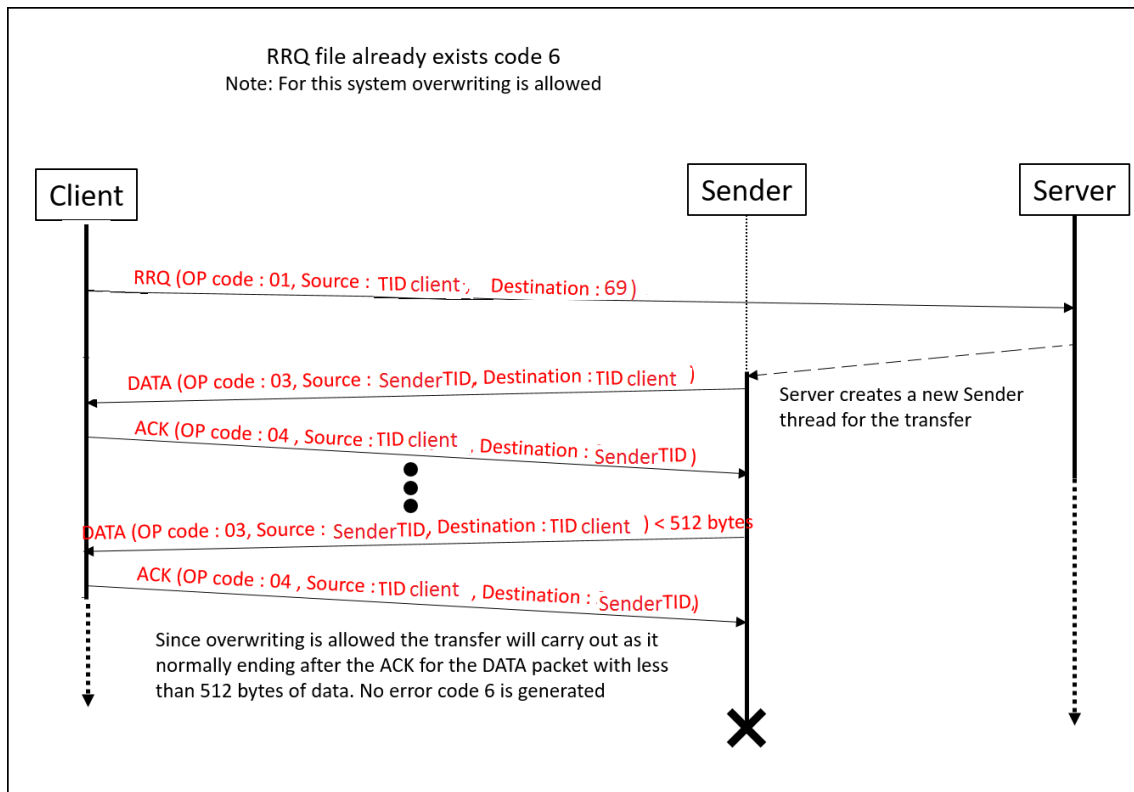 RRQ file already exists code 6
Note: For this system overwriting is allowed
Client
Sender
Server
RRQ (OP code : 01, Source : TID client, Destination : 69)
DATA (OP code : 03, Source : SenderTID, Destination : TID client )
Server creates a new Sender
thread for the transfer
ACK (OP code : 04 , Source : TID client , Destination : SenderTID)
DATA (OP code : 03, Source : SenderTID, Destination : TID client ) < 512 bytes
ACK (OP code : 04 , Source : TID client , Destination : SenderTID)
Since overwriting is allowed the transfer will carry out as it
normally ending after the ACK for the DATA packet with less
than 512 bytes of data. No error code 6 is generated